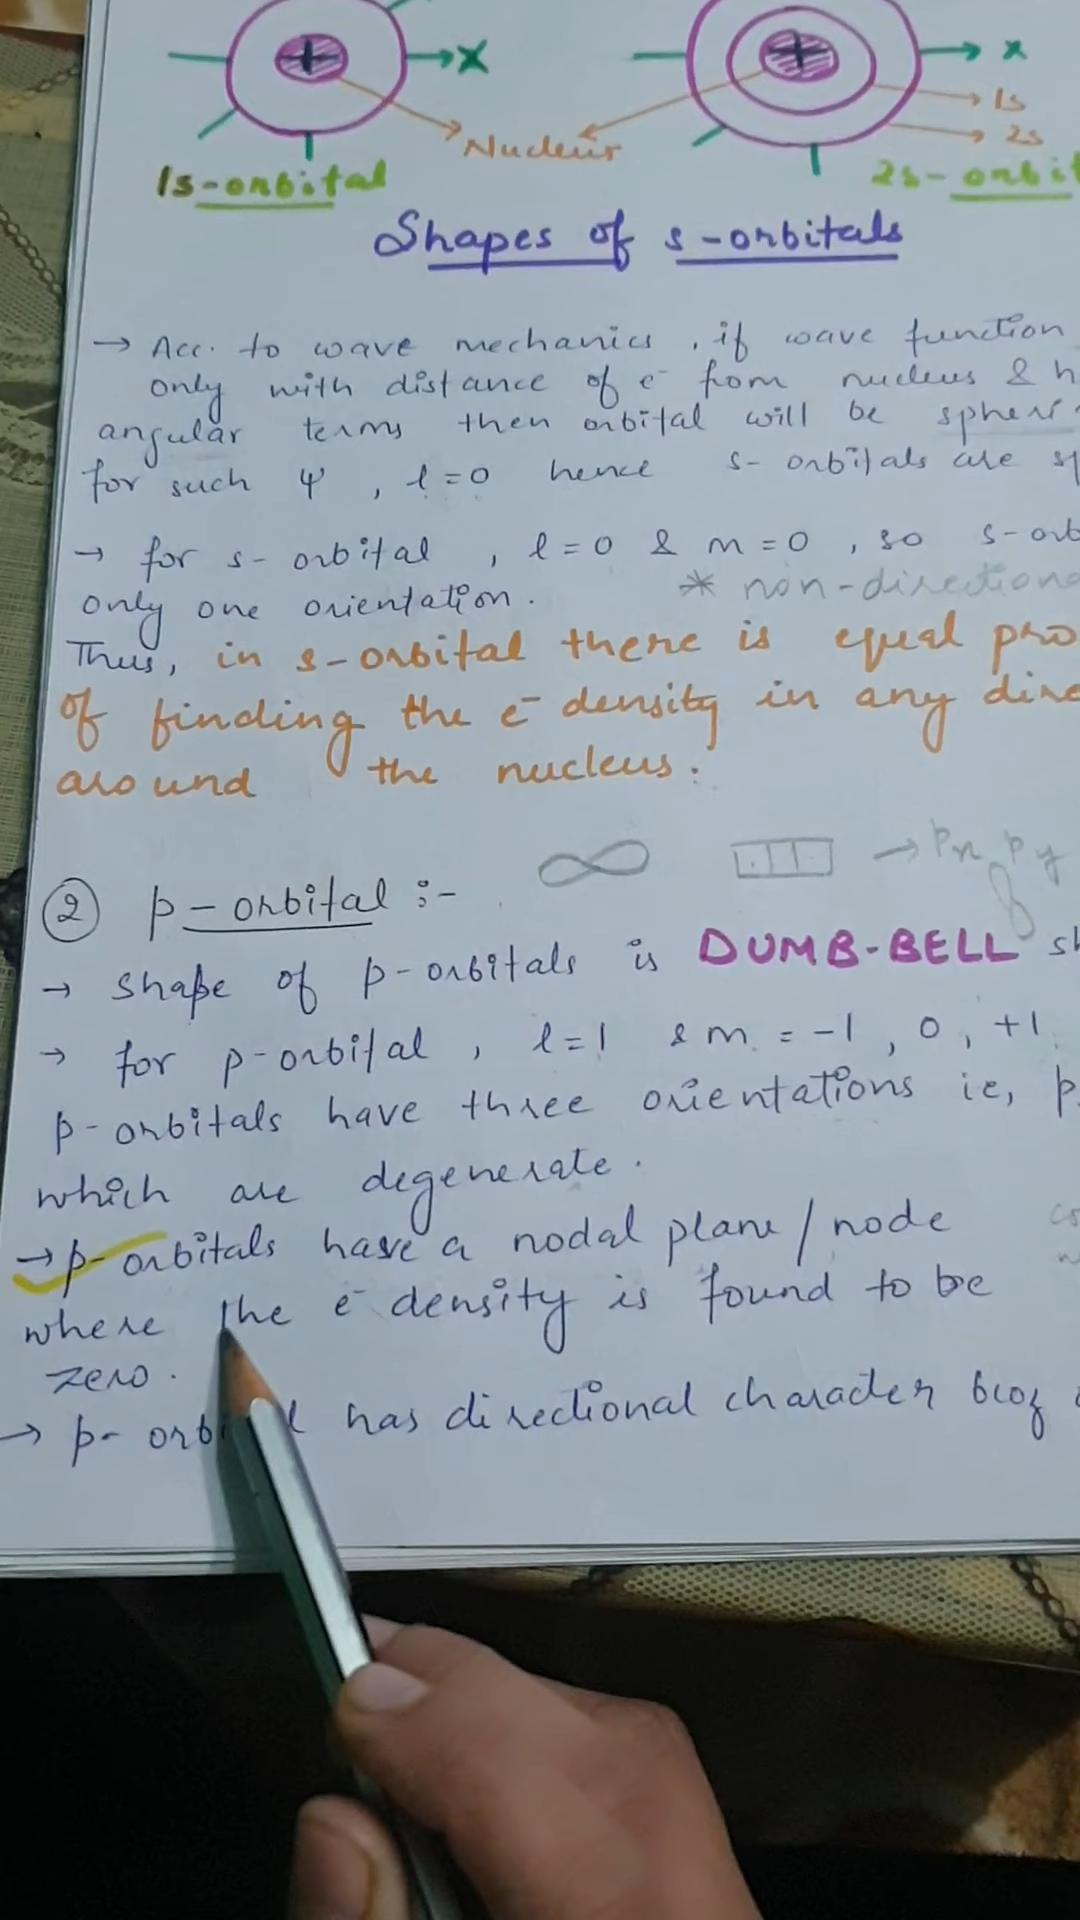 X
x
Nucleus
1s
2s
1s-orbital
2s-orbit
Shapes of s-orbitals
→ Acc. to wave mechanics, if wave function
only with distance of e⁻ from nucleus & h
angular terms then orbital will be spheri
for such ψ, l=0 hence s-orbitals are sp
→ for s-orbital, l=0 & m=0, so s-orb
only one orientation. * non-directiona
Thus, in s-orbital there is equal pro
of finding the e⁻ density in any dire
around the nucleus.
→ Px Py
② p-orbital :-
→ shape of p-orbitals is DUMB-BELL sh
→ for p-orbital, l=1 & m = -1, 0, +1.
p-orbitals have three orientations ie, p
which are degenerate.
→ p-orbitals have a nodal plane/node
where the e⁻ density is found to be
zero.
→ p- orbital has directional character bcoz